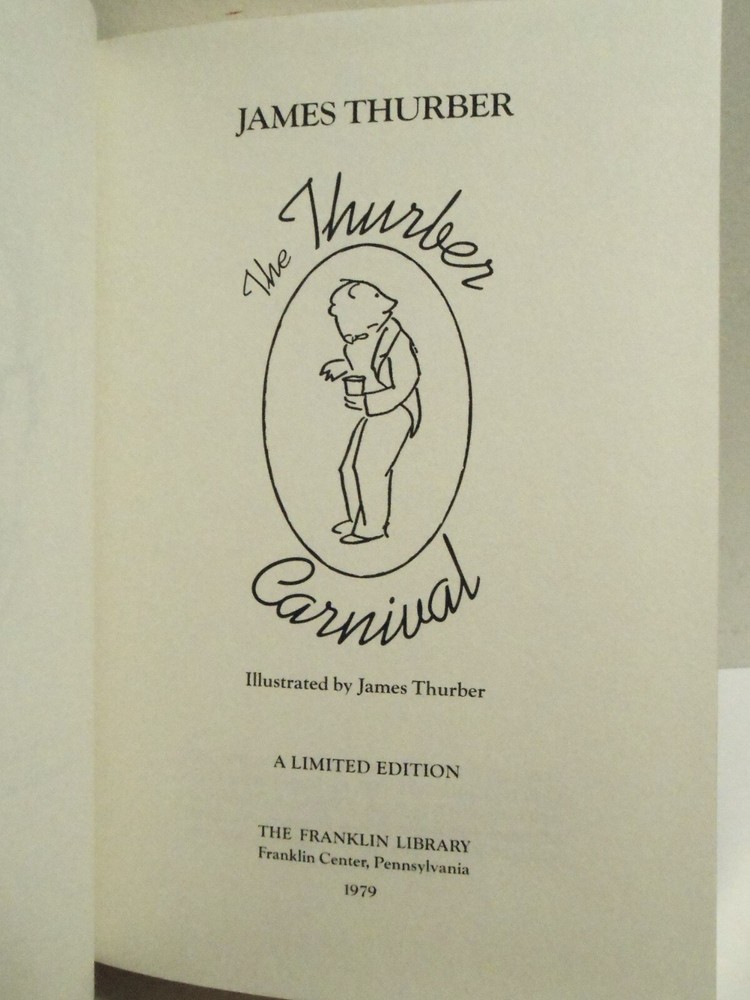 JAMES THURBER
The Thurber
Carnival
Illustrated by James Thurber
A LIMITED EDITION
THE FRANKLIN LIBRARY
Franklin Center, Pennsylvania
1979